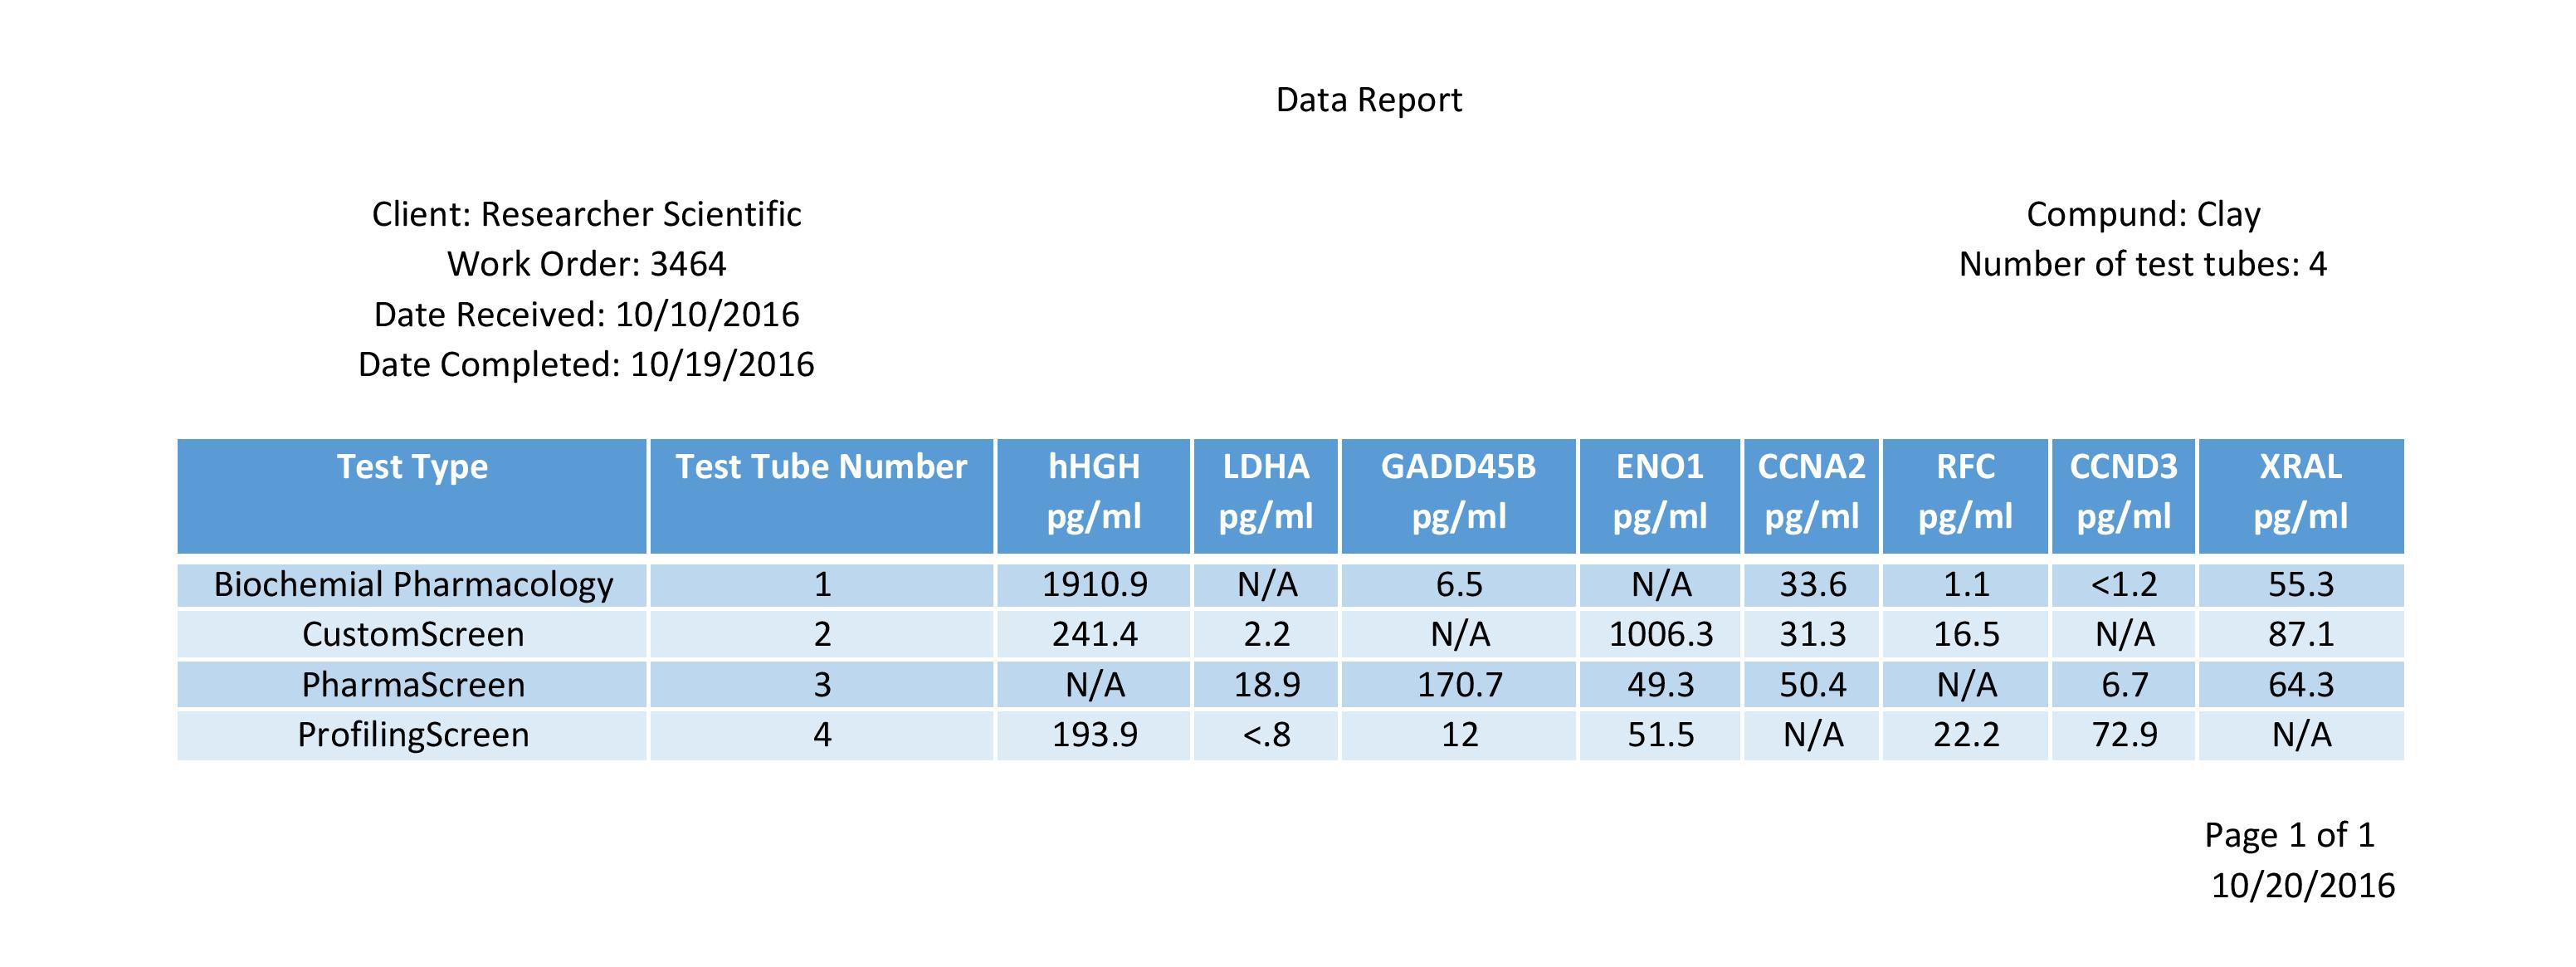 Data Report
Client: Researcher Scientific
Compund: Clay
Work Order: 3464
Number of test tubes: 4
Date Received: 10/10/2016
Date Completed: 10/19/2016
Test Type Test Tube Number hHGH LDHA GADD45B ENO1 CCNA2 RFC CCND3 XRAL
pg/ml pg/ml pg/ml pg/ml pg/ml pg/ml pg/ml pg/ml
Biochemial Pharmacology 1 1910.9 N/A 6.5 N/A 33.6 1.1 <1.2 55.3
CustomScreen 2 241.4 2.2 N/A 1006.3 31.3 16.5 N/A 87.1
PharmaScreen 3 N/A 18.9 170.7 49.3 50.4 N/A 6.7 64.3
ProfilingScreen 4 193.9 <.8 12 51.5 N/A 22.2 72.9 N/A
Page 1 of 1
10/20/2016